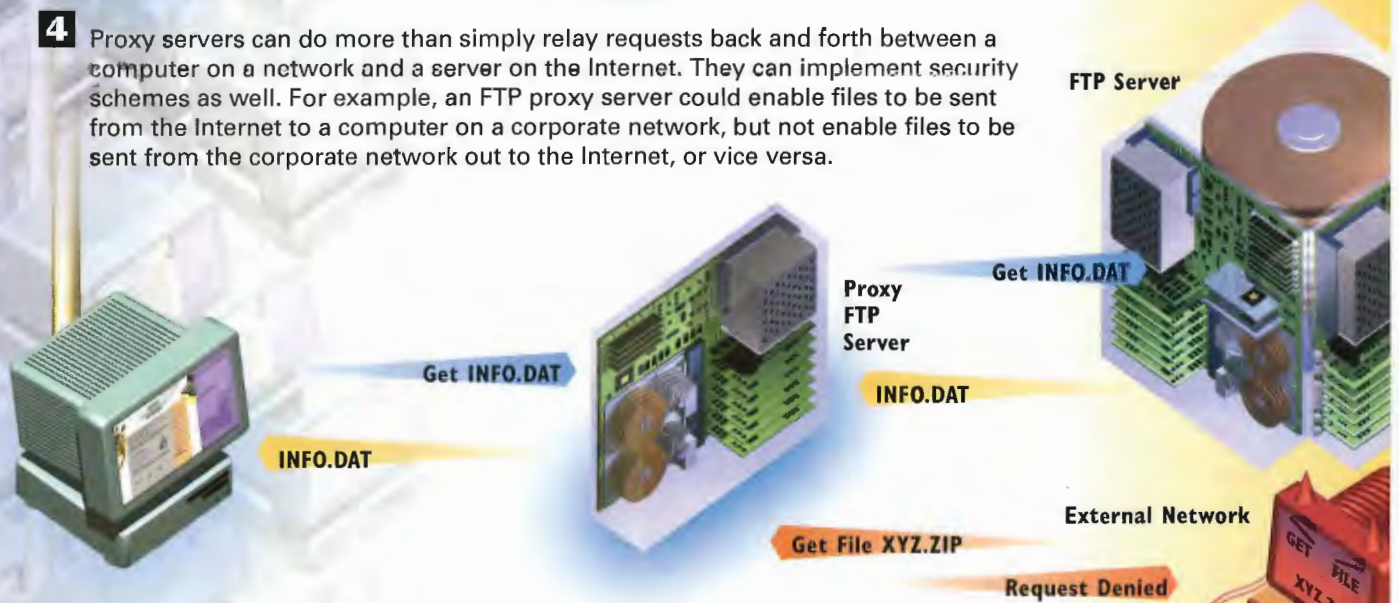 4
Proxy servers can do more than simply relay requests back and forth between a
computer on a network and a server on the Internet. They can implement security
schemes as well. For example, an FTP proxy server could enable files to be sent
from the Internet to a computer on a corporate network, but not enable files to be
sent from the corporate network out to the Internet, or vice versa.
FTP Server
Get INFO.DAT
Proxy
FTP
Server
Get INFO.DAT
INFO.DAT
INFO.DAT
External Network
Get File XYZ.ZIP
Request Denied
GET
FILE